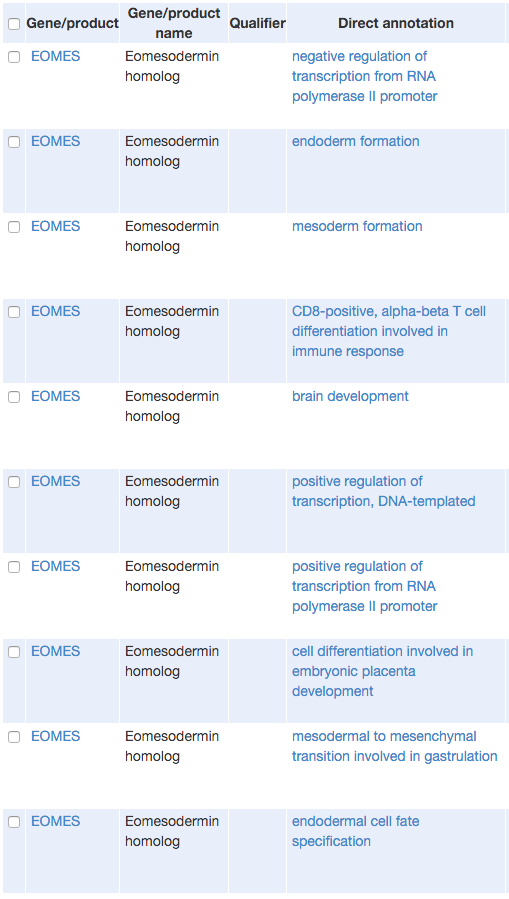 Gene/product Gene/product name Qualifier Direct annotation
EOMES Eomesodermin negative regulation of
homolog transcription from RNA
polymerase II promoter
EOMES Eomesodermin endoderm formation
homolog
EOMES Eomesodermin mesoderm formation
homolog
EOMES Eomesodermin CD8-positive, alpha-beta T cell
homolog differentiation involved in
immune response
EOMES Eomesodermin brain development
homolog
EOMES Eomesodermin positive regulation of
homolog transcription, DNA-templated
EOMES Eomesodermin positive regulation of
homolog transcription from RNA
polymerase II promoter
EOMES Eomesodermin cell differentiation involved in
homolog embryonic placenta
development
EOMES Eomesodermin mesodermal to mesenchymal
homolog transition involved in gastrulation
EOMES Eomesodermin endodermal cell fate
homolog specification